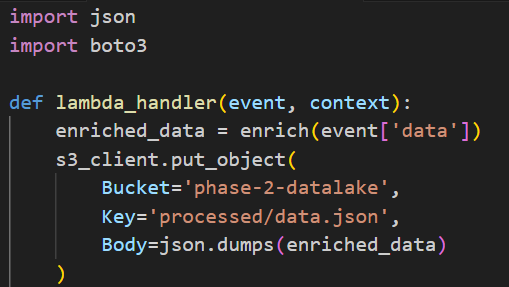 import json
import boto3
def lambda_handler(event, context):
    enriched_data = enrich(event['data'])
    s3_client.put_object(
        Bucket='phase-2-datalake',
        Key='processed/data.json',
        Body=json.dumps(enriched_data)
    )